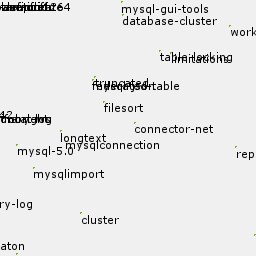 mysql-gui-tools
database-cluster
work
table-locking
limitations
truncated
filesort
connector-net
longtext
mysqlconnection
mysql-5.0
rep
mysqlimport
ry-log
cluster
aton